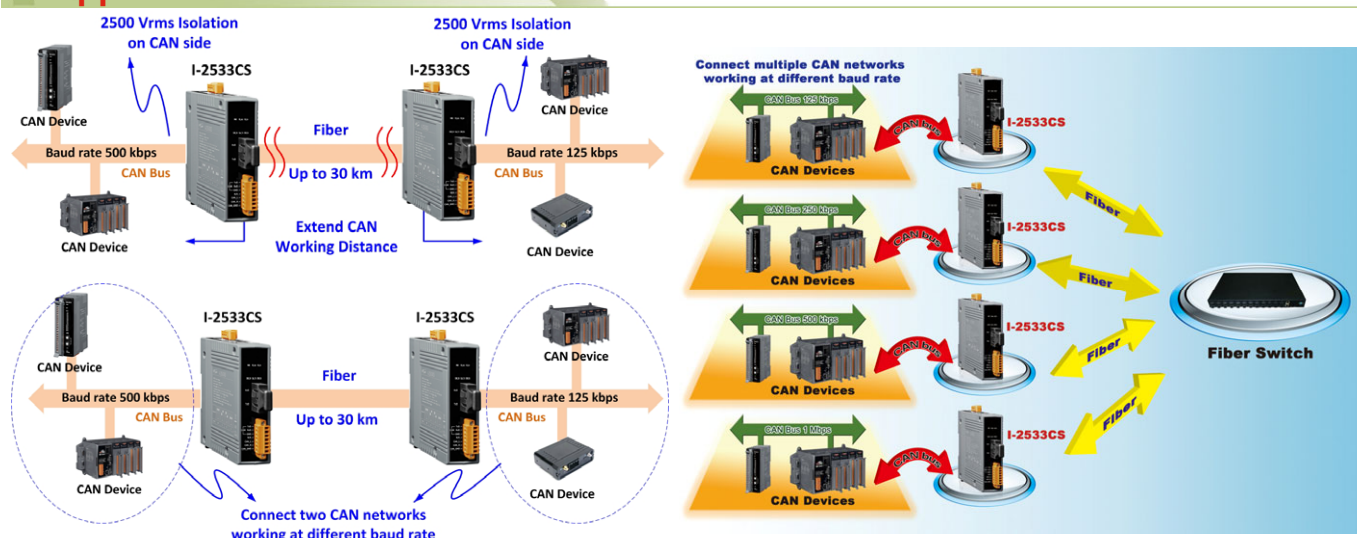 2500 Vrms Isolation
on CAN side
2500 Vrms Isolation
on CAN side
I-2533CS
I-2533CS
CAN Device
CAN Device
Fiber
Baud rate 500 kbps
Baud rate 125 kbps
CAN Bus
Up to 30 km
CAN Bus
CAN Device
Extend CAN
Working Distance
CAN Device
I-2533CS
I-2533CS
CAN Device
CAN Device
Fiber
Baud rate 500 kbps
Baud rate 125 kbps
CAN Bus
Up to 30 km
CAN Bus
CAN Device
CAN Device
Connect two CAN networks
working at different baud rate
Connect multiple CAN networks
working at different baud rate
CAN Bus 125 kbps
CAN bus
I-2533CS
CAN Devices
Fiber
CAN Bus 250 kbps
CAN bus
I-2533CS
CAN Devices
Fiber
CAN Bus 500 kbps
CAN bus
I-2533CS
CAN Devices
Fiber
CAN Bus 1 Mbps
CAN bus
I-2533CS
CAN Devices
Fiber
Fiber Switch